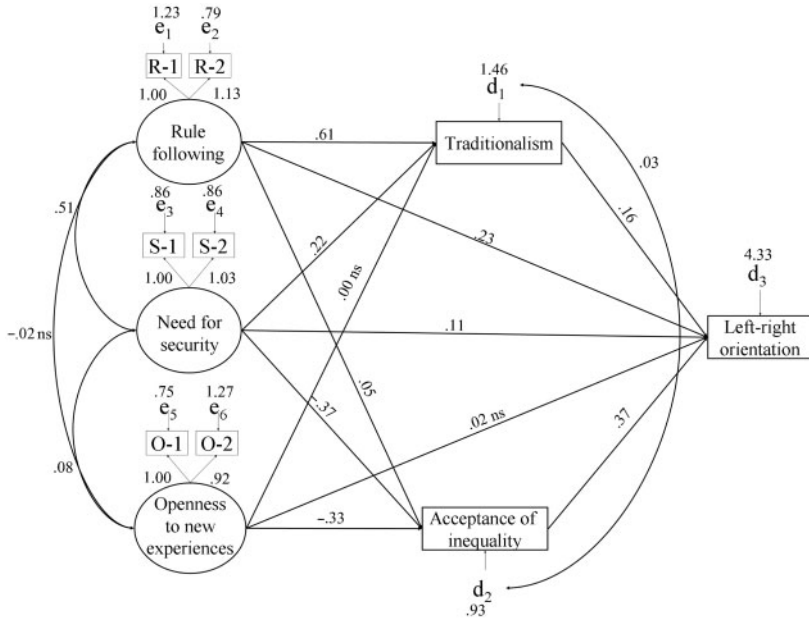 1.23 .79
e1 e2
R-1 R-2
1.00 1.13
Rule
following
.51
.86 .86
e3 e4
S-1 S-2
1.00 1.03
Need for
security
−.02 ns
.75 1.27
e5 e6
O-1 O-2
1.00 .92
.08
Openness
to new
experiences
.61
.22
.00 ns
.23
.11
.05
−.37
.02 ns
−.33
1.46
d1
Traditionalism
.03
.16
4.33
d3
Left-right
orientation
.37
Acceptance of
inequality
d2
.93